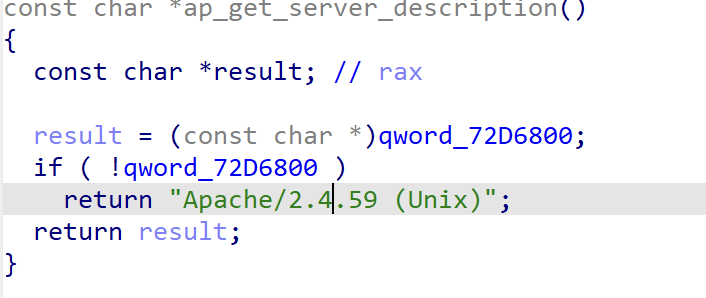 const char *ap_get_server_description()
{
  const char *result; // rax

  result = (const char *)qword_72D6800;
  if ( !qword_72D6800 )
    return "Apache/2.4.59 (Unix)";
  return result;
}